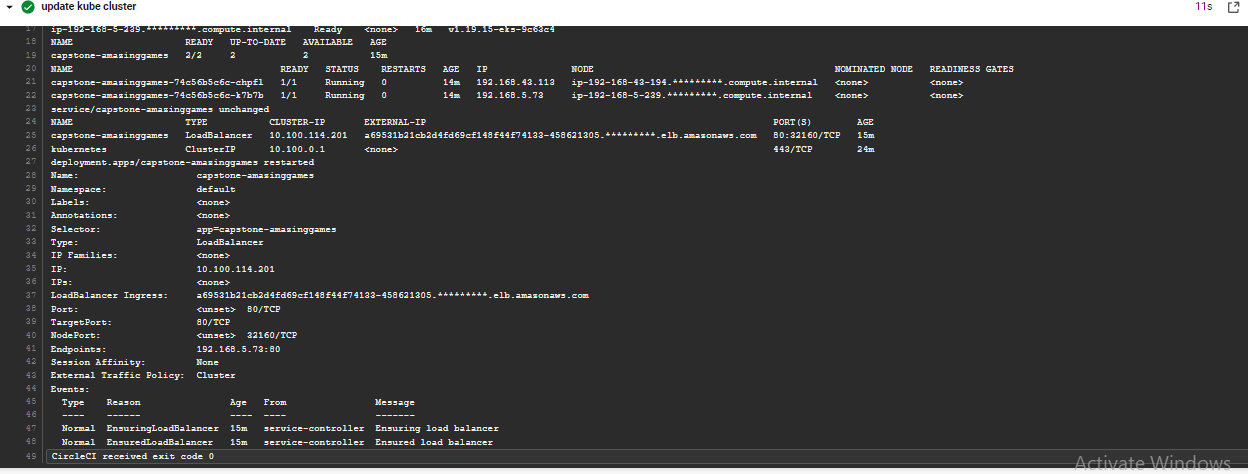 update kube cluster 11s
17 ip-192-168-5-239.*********.compute.internal Ready <none> 16m v1.19.15-eks-9c63c4
18 NAME READY UP-TO-DATE AVAILABLE AGE
19 capstone-amazinggames 2/2 2 2 15m
20 NAME READY STATUS RESTARTS AGE IP NODE NOMINATED NODE READINESS GATES
21 capstone-amazinggames-74c56b5c6c-chpfl 1/1 Running 0 14m 192.168.43.113 ip-192-168-43-194.*********.compute.internal <none> <none>
22 capstone-amazinggames-74c56b5c6c-k7b7b 1/1 Running 0 14m 192.168.5.73 ip-192-168-5-239.*********.compute.internal <none> <none>
23 service/capstone-amazinggames unchanged
24 NAME TYPE CLUSTER-IP EXTERNAL-IP PORT(S) AGE
25 capstone-amazinggames LoadBalancer 10.100.114.201 a69531b21cb2d4fd69cf148f44f74133-458621305.*********.elb.amazonaws.com 80:32160/TCP 15m
26 kubernetes ClusterIP 10.100.0.1 <none> 443/TCP 24m
27 deployment.apps/capstone-amazinggames restarted
28 Name: capstone-amazinggames
29 Namespace: default
30 Labels: <none>
31 Annotations: <none>
32 Selector: app=capstone-amazinggames
33 Type: LoadBalancer
34 IP Families: <none>
35 IP: 10.100.114.201
36 IPs: <none>
37 LoadBalancer Ingress: a69531b21cb2d4fd69cf148f44f74133-458621305.*********.elb.amazonaws.com
38 Port: <unset> 80/TCP
39 TargetPort: 80/TCP
40 NodePort: <unset> 32160/TCP
41 Endpoints: 192.168.5.73:80
42 Session Affinity: None
43 External Traffic Policy: Cluster
44 Events:
45 Type Reason Age From Message
46 ---- ------ ---- ---- -------
47 Normal EnsuringLoadBalancer 15m service-controller Ensuring load balancer
48 Normal EnsuredLoadBalancer 15m service-controller Ensured load balancer
49 CircleCI received exit code 0
Activate Windows